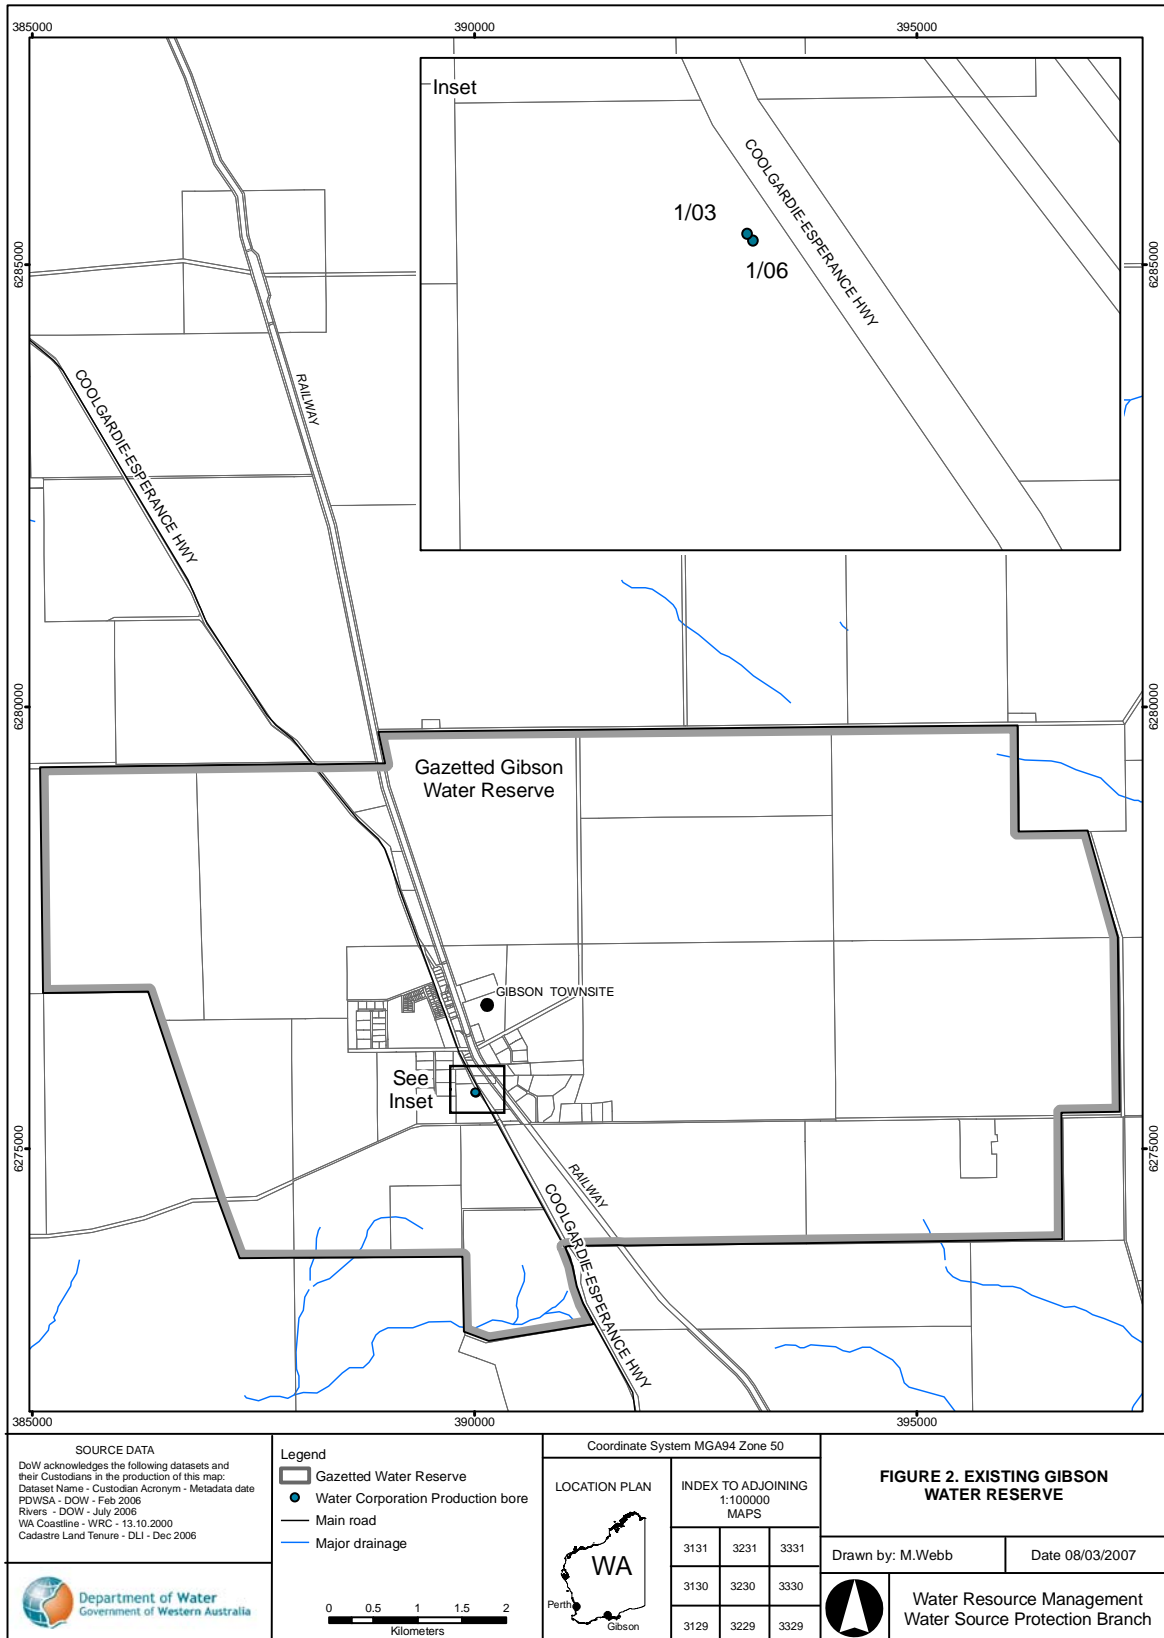 385000
390000
395000
Inset
COOLGARDIE-ESPERANCE HWY
1/03
1/06
6285000
6285000
RAILWAY
COOLGARDIE-ESPERANCE HWY
6280000
6280000
Gazetted Gibson
Water Reserve
GIBSON TOWNSITE
See
Inset
6275000
6275000
RAILWAY
COOLGARDIE-ESPERANCE HWY
385000
390000
395000
SOURCE DATA
DoW acknowledges the following datasets and
their Custodians in the production of this map:
Dataset Name - Custodian Acronym - Metadata date
PDWSA - DOW - Feb 2006
Rivers - DOW - July 2006
WA Coastline - WRC - 13.10.2000
Cadastre Land Tenure - DLI - Dec 2006
Department of Water
Government of Western Australia
Legend
Gazetted Water Reserve
Water Corporation Production bore
Main road
Major drainage
0 0.5 1 1.5 2
Kilometers
Coordinate System MGA94 Zone 50
LOCATION PLAN
WA
Perth
Gibson
INDEX TO ADJOINING
1:100000
MAPS
3131 3231 3331
3130 3230 3330
3129 3229 3329
FIGURE 2. EXISTING GIBSON
WATER RESERVE
Drawn by: M.Webb
Date 08/03/2007
Water Resource Management
Water Source Protection Branch